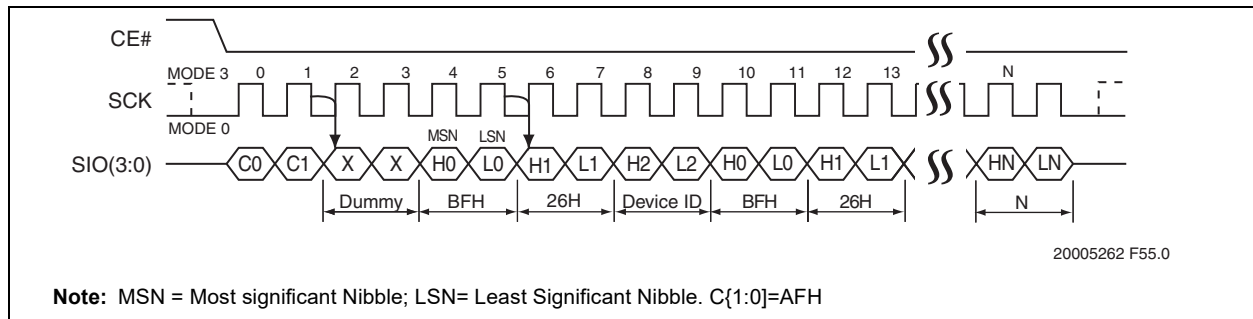 CE#
MODE 3 0 1 2 3 4 5 6 7 8 9 10 11 12 13 N
SCK
MODE 0
MSN LSN
SIO(3:0) C0 C1 X X H0 L0 H1 L1 H2 L2 H0 L0 H1 L1 HN LN
Dummy BFH 26H Device ID BFH 26H N
20005262 F55.0
Note: MSN = Most significant Nibble; LSN= Least Significant Nibble. C{1:0]=AFH